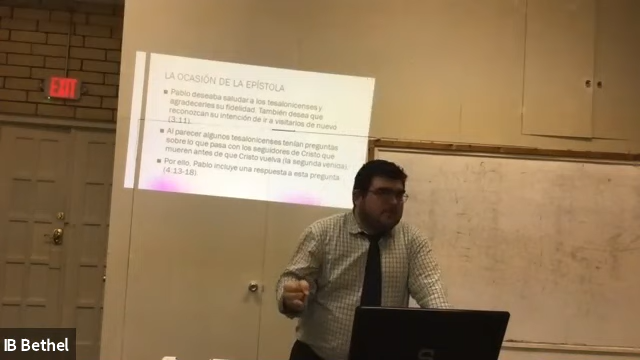 EXIT
LA OCASIÓN DE LA EPÍSTOLA
Pablo deseaba saludar a los tesalonicenses y
agradecerles su fidelidad. También desea que
reconozcan su intención de ir a visitarlos de nuevo
(3:11).
Al parecer algunos tesalonicenses tenían preguntas
sobre lo que pasa con los seguidores de Cristo que
mueren antes de que Cristo vuelva (la segunda venida).
Por ello, Pablo incluye una respuesta a esta pregunta
(4:13-18).
IB Bethel